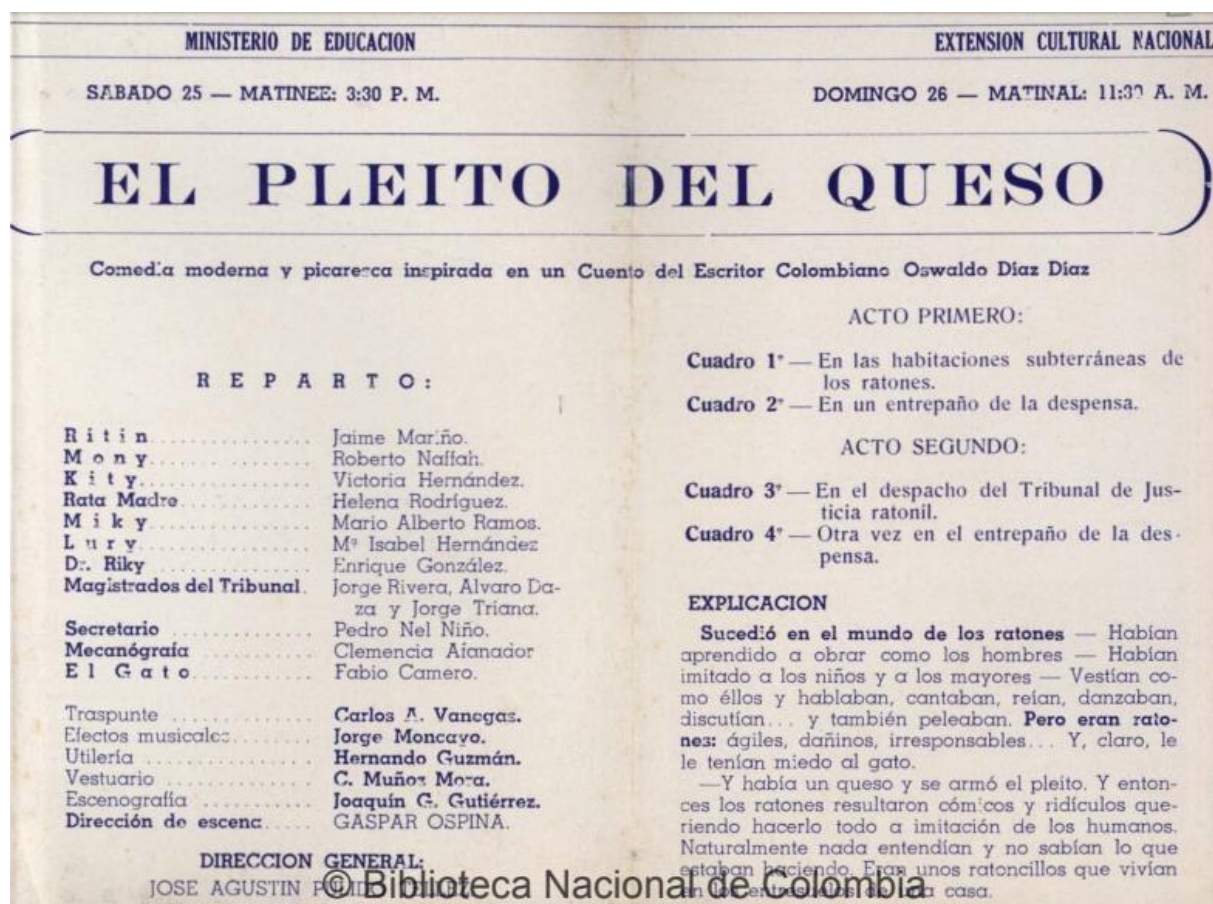 MINISTERIO DE EDUCACION
EXTENSION CULTURAL NACIONAL
SABADO 25 — MATINEE: 3:30 P. M.
DOMINGO 26 — MATINAL: 11:30 A. M.
EL PLEITO DEL QUESO
Comedia moderna y picaresca inspirada en un Cuento del Escritor Colombiano Oswaldo Díaz Díaz
REPARTO:
Ritin................ Jaime Mariño.
Mony................ Roberto Naffah.
Kity................ Victoria Hernández.
Rata Madre................ Helena Rodríguez.
Miky................ Mario Alberto Ramos.
Lury................ Mª Isabel Hernández
Dr. Riky ................ Enrique González.
Magistrados del Tribunal. Jorge Rivera, Alvaro Da-
za y Jorge Triana.
Secretario ................ Pedro Nel Niño.
Mecanógrafa ................ Clemencia Afanador
El Gato................ Fabio Camero.
Traspunte ................ Carlos A. Vanegas.
Efectos musicales................ Jorge Moncayo.
Utilería ................ Hernando Guzmán.
Vestuario ................ C. Muñoz Mora.
Escenografía ................ Joaquín G. Gutiérrez.
Dirección de escena..... GASPAR OSPINA.
DIRECCION GENERAL:
JOSE AGUSTIN PULIDO TELLEZ
ACTO PRIMERO:
Cuadro 1º — En las habitaciones subterráneas de
los ratones.
Cuadro 2º — En un entrepaño de la despensa.
ACTO SEGUNDO:
Cuadro 3º — En el despacho del Tribunal de Jus-
ticia ratonil.
Cuadro 4º — Otra vez en el entrepaño de la des-
pensa.
EXPLICACION
Sucedió en el mundo de los ratones — Habían
aprendido a obrar como los hombres — Habían
imitado a los niños y a los mayores — Vestían co-
mo éllos y hablaban, cantaban, reían, danzaban,
discutían... y también peleaban. Pero eran rato-
nes: ágiles, dañinos, irresponsables... Y, claro, le
le tenían miedo al gato.
—Y había un queso y se armó el pleito. Y enton-
ces los ratones resultaron cómicos y ridículos que-
riendo hacerlo todo a imitación de los humanos.
Naturalmente nada entendían y no sabían lo que
estaban haciendo. Eran unos ratoncillos que vivían
en los entresuelos de una casa.
© Biblioteca Nacional de Colombia